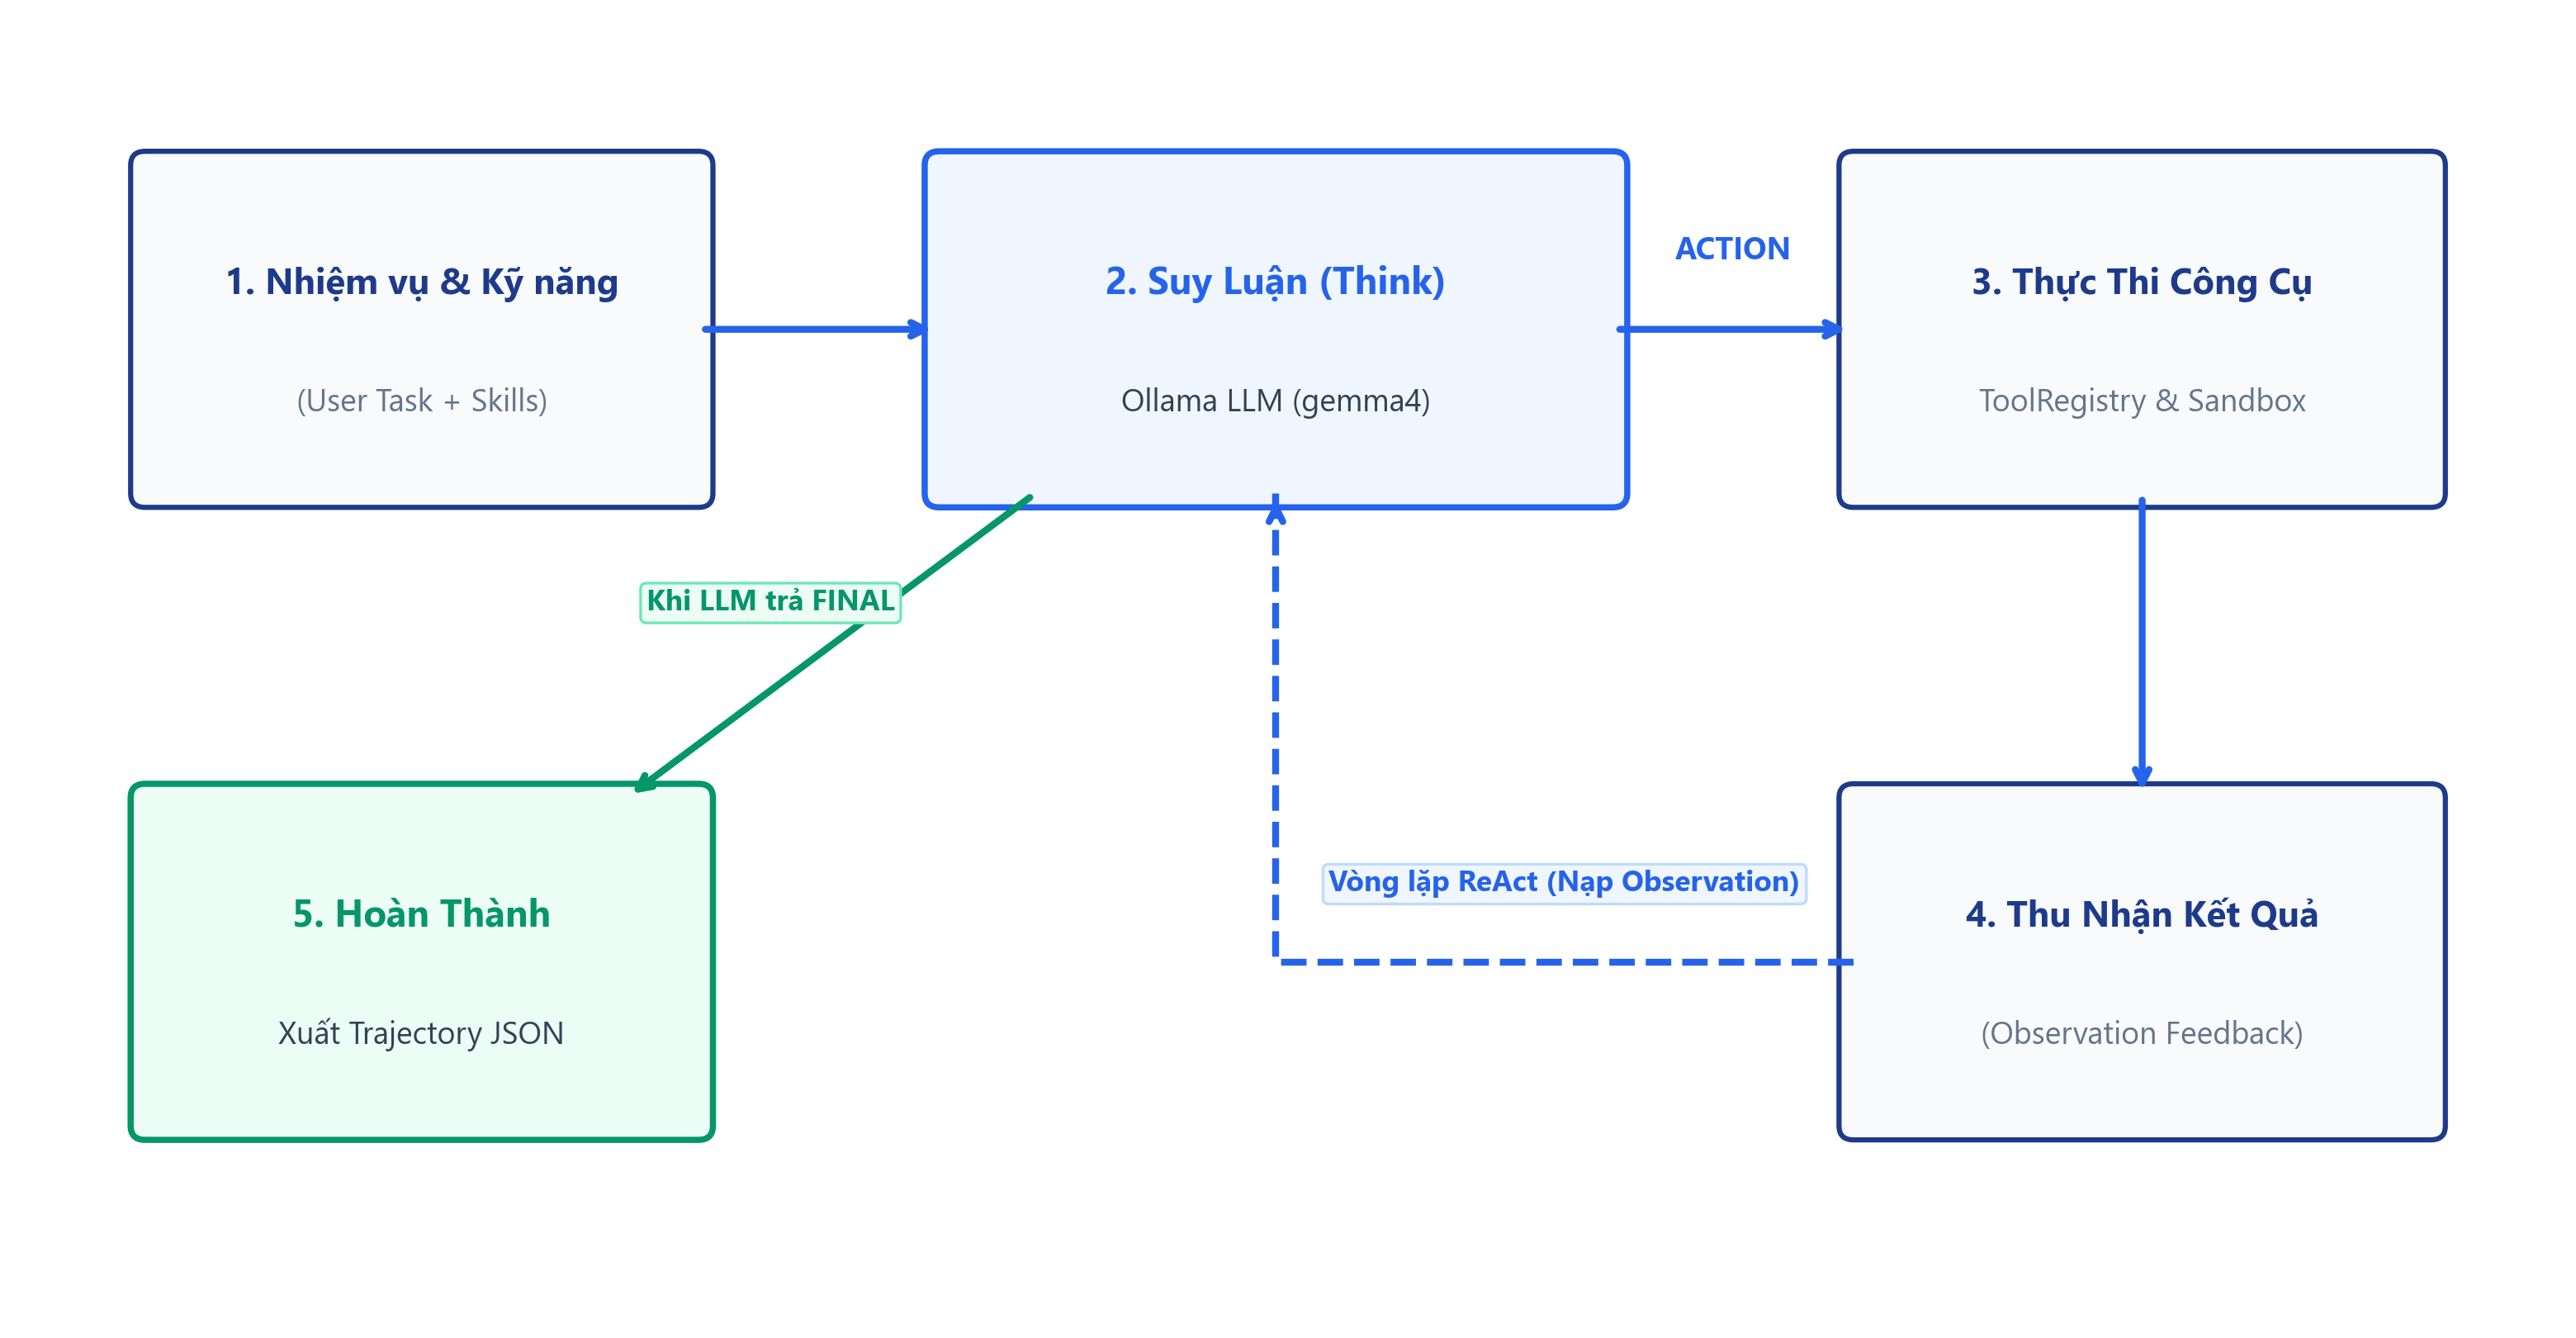 1. Nhiệm vụ & Kỹ năng
(User Task + Skills)
2. Suy Luận (Think)
Ollama LLM (gemma4)
ACTION
3. Thực Thi Công Cụ
ToolRegistry & Sandbox
Khi LLM trả FINAL
Vòng lặp ReAct (Nạp Observation)
4. Thu Nhận Kết Quả
(Observation Feedback)
5. Hoàn Thành
Xuất Trajectory JSON